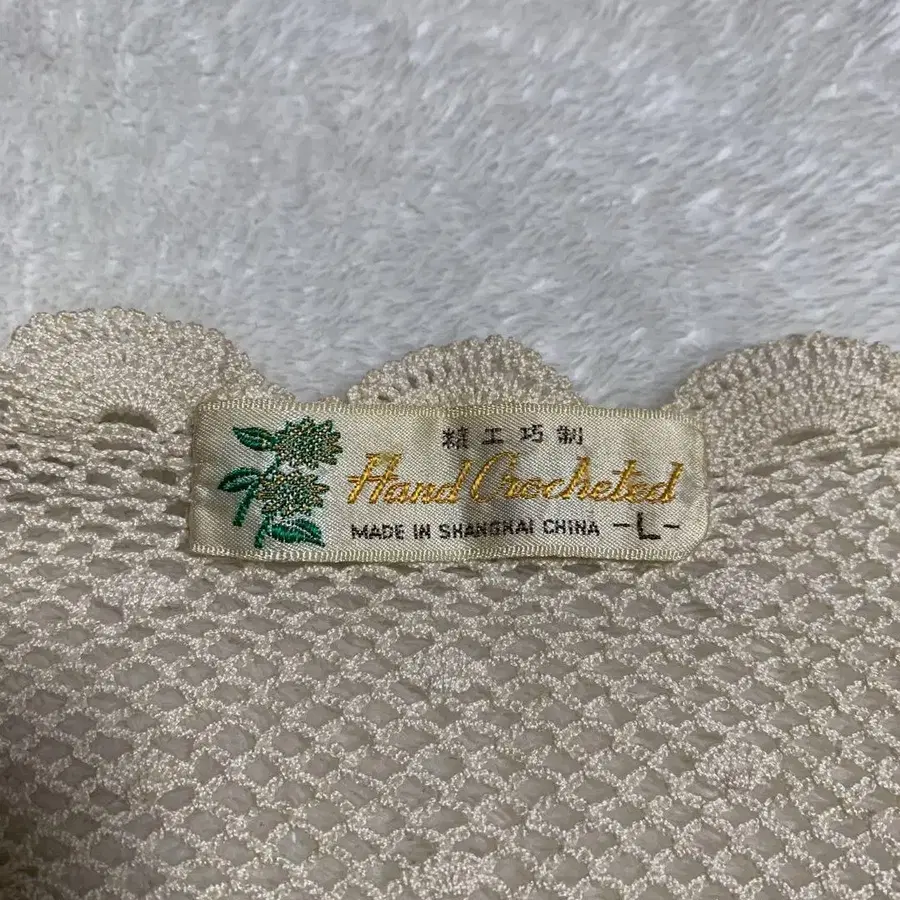 精工巧制
Hand Crocheted
MADE IN SHANGHAI CHINA -L-